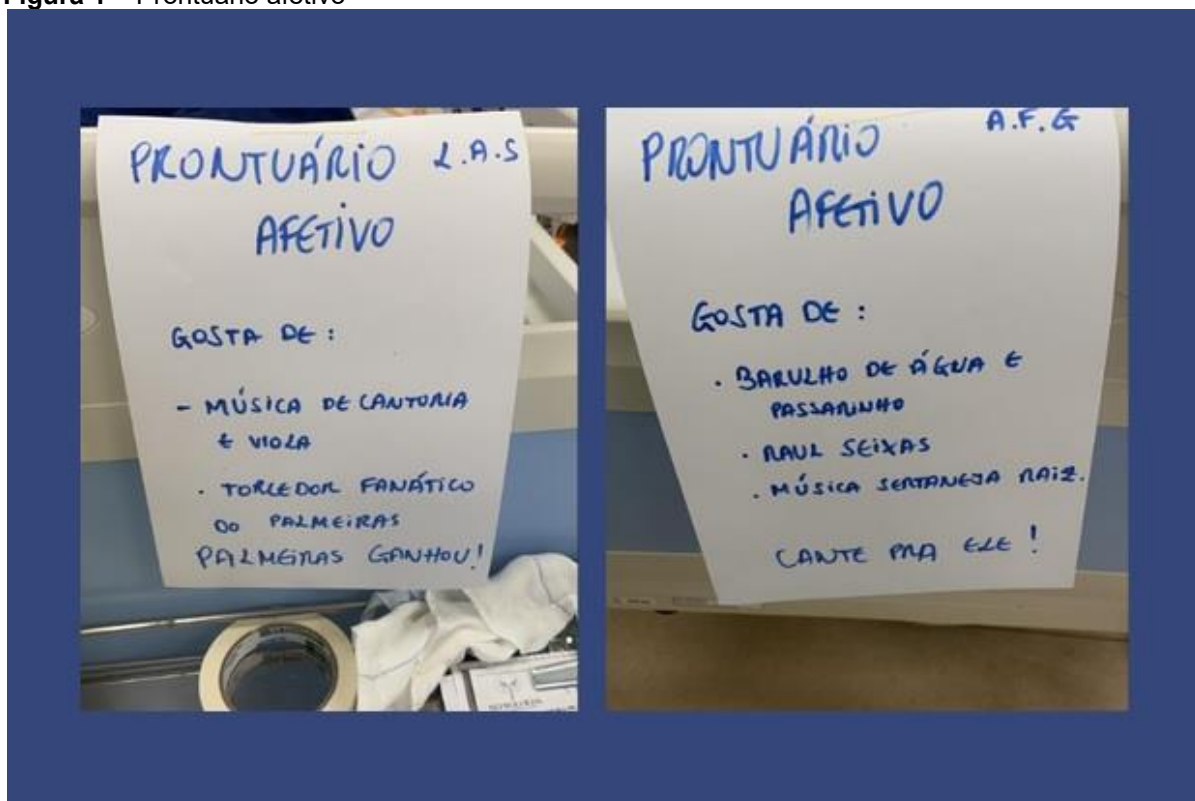 Figura 1 – Prontuário afetivo
PRONTUÁRIO L.A.S
AFETIVO
GOSTA DE :
- MÚSICA DE CANTORIA
E VIOLA
. TORCEDOR FANÁTICO
DO PALMEIRAS
PALMEIRAS GANHOU!
A.F.G
PRONTUÁRIO
AFETIVO
GOSTA DE :
. BARULHO DE ÁGUA E
PASSARINHO
. RAUL SEIXAS
. MÚSICA SERTANEJA RAIZ.
CANTE PRA ELE !